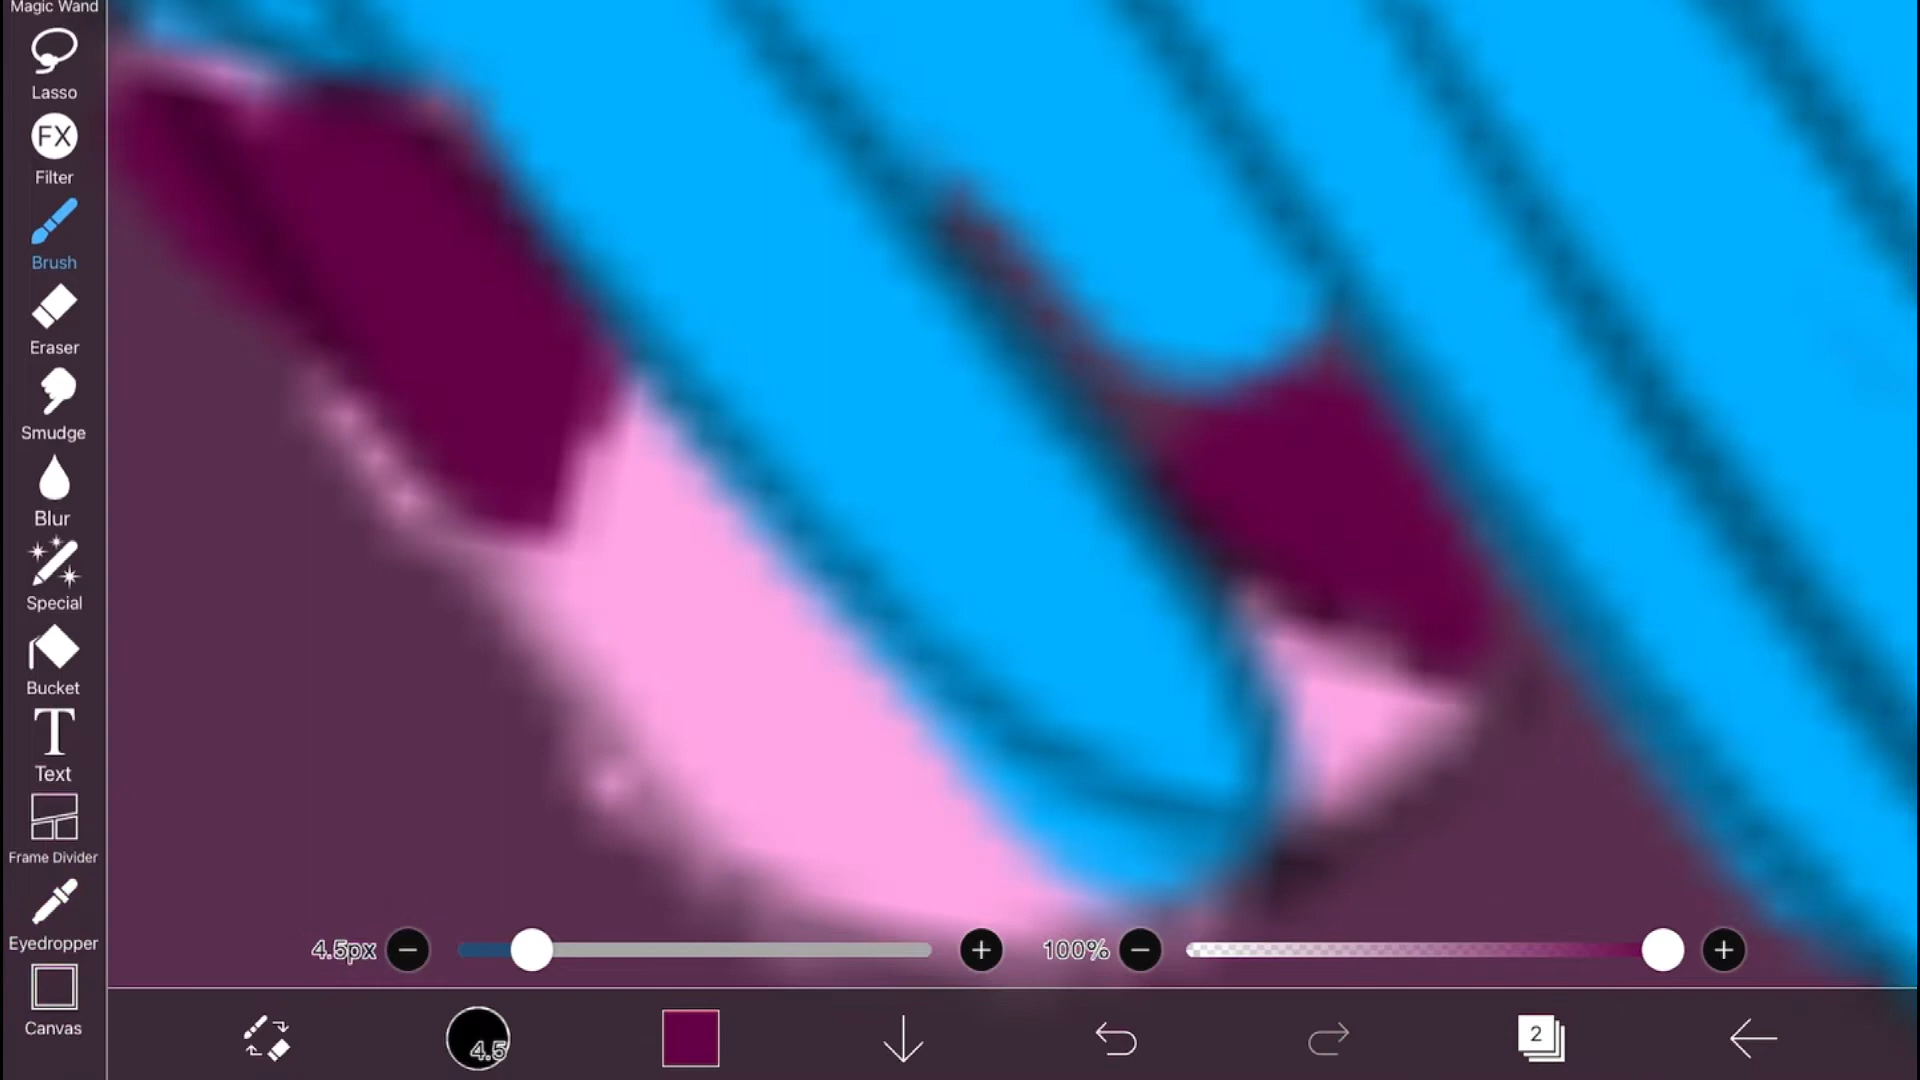 Magic Wand
Lasso
FX
Filter
Brush
Eraser
Smudge
Blur
Special
Bucket
T
Text
Frame Divider
Eyedropper
Canvas
4.5px
100%
4.5
2